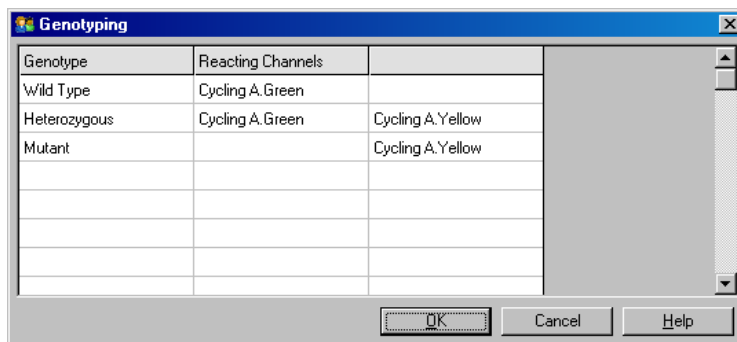 Genotyping
Genotype Reacting Channels
Wild Type Cycling A.Green
Heterozygous Cycling A.Green Cycling A.Yellow
Mutant Cycling A.Yellow
OK Cancel Help